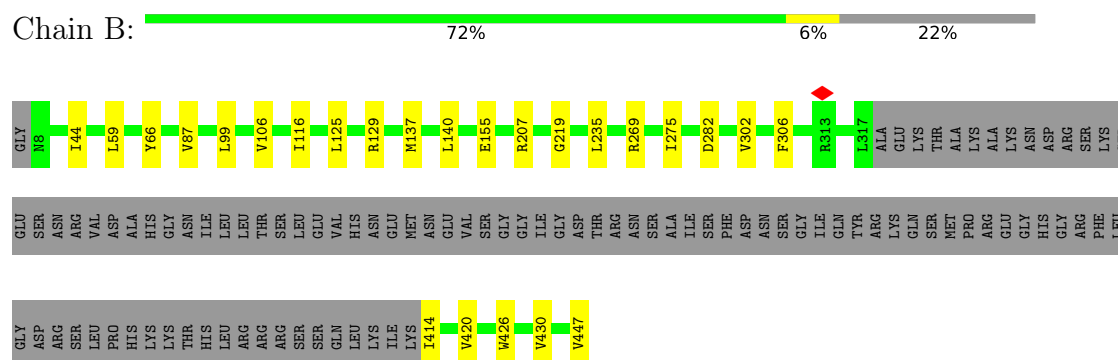 Chain B:
72% 6% 22%
GLY N8 I44 L59 Y66 V87 L99 V106 I116 L125 R129 M137 L140 E155 R207 G219 L235 R269 I275 D282 V302 F306 R313 L317 ALA GLU LYS THR ALA LYS ALA LYS ASN ASP ARG SER LYS
GLU SER ASN ARG VAL ASP ALA HIS GLY ASN ILE LEU LEU THR SER LEU GLU VAL HIS ASN GLU MET ASN GLU VAL SER GLY GLY ILE GLY ASP THR ARG ASN SER ALA ILE SER PHE ASP ASN SER GLY ILE GLN TYR ARG LYS GLN SER MET PRO ARG GLU GLY HIS GLY ARG PHE LEU
GLY ASP ARG SER LEU PRO HIS LYS LYS THR HIS LEU ARG ARG ARG SER SER GLN LEU LYS ILE LYS I414 V420 W426 V430 V447